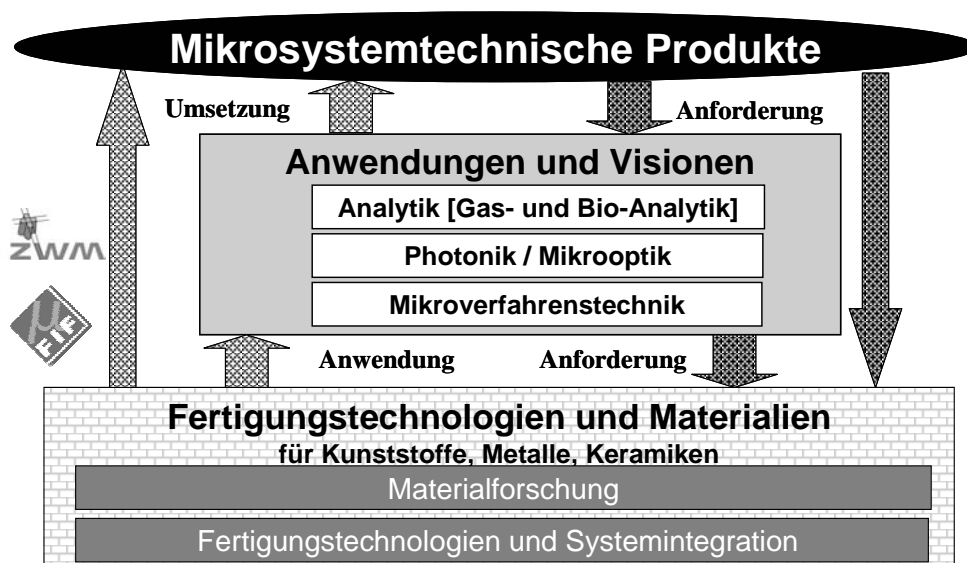 Mikrosystemtechnische Produkte
Umsetzung
Anforderung
Anwendungen und Visionen
Analytik [Gas- und Bio-Analytik]
Photonik / Mikrooptik
Mikroverfahrenstechnik
ZWM
µ
FIF
Anwendung
Anforderung
Fertigungstechnologien und Materialien
für Kunststoffe, Metalle, Keramiken
Materialforschung
Fertigungstechnologien und Systemintegration